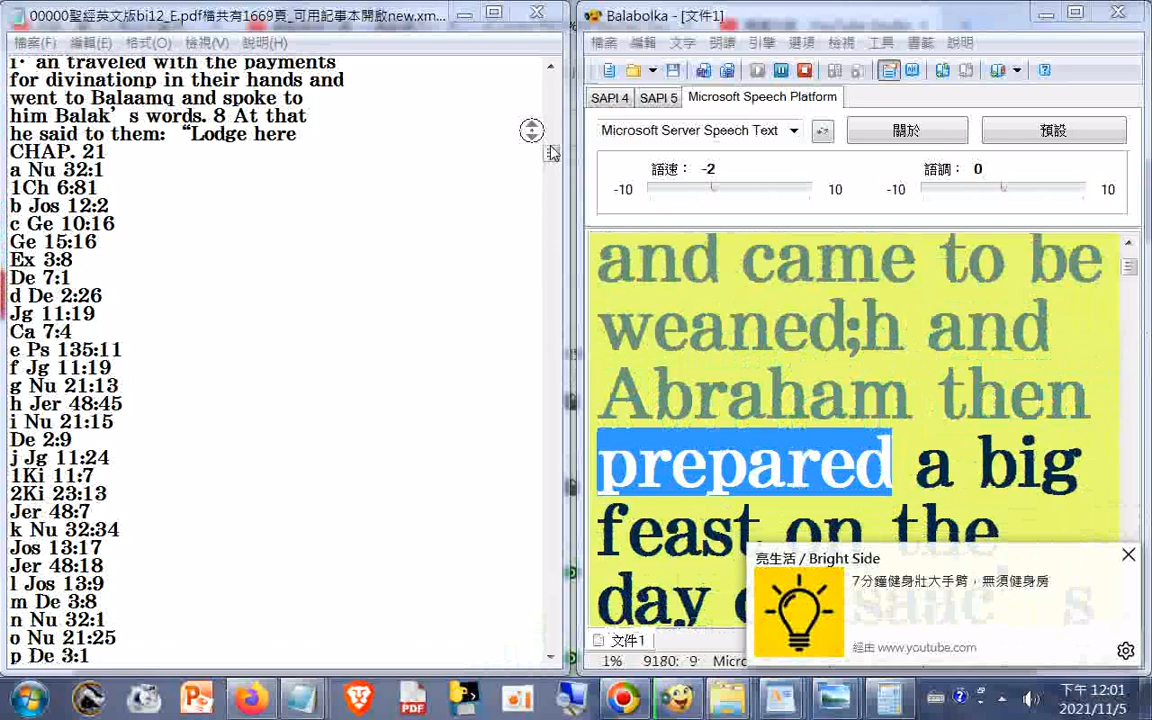 00000聖經英文版bi12_E.pdf檔共有1669頁_可用記事本開啟new.xm...
檔案(F) 編輯(E) 格式(O) 檢視(V) 說明(H)
i· an traveled with the payments
for divinationp in their hands and
went to Balaamq and spoke to
him Balak’s words. 8 At that
he said to them: “Lodge here
CHAP. 21
a Nu 32:1
1Ch 6:81
b Jos 12:2
c Ge 10:16
Ge 15:16
Ex 3:8
De 7:1
d De 2:26
Jg 11:19
Ca 7:4
e Ps 135:11
f Jg 11:19
g Nu 21:13
h Jer 48:45
i Nu 21:15
De 2:9
j Jg 11:24
1Ki 11:7
2Ki 23:13
Jer 48:7
k Nu 32:34
Jos 13:17
Jer 48:18
l Jos 13:9
m De 3:8
n Nu 32:1
o Nu 21:25
p De 3:1
Balabolka - [文件1]
檔案 編輯 文字 朗讀 引擎 選項 檢視 工具 書籤 說明
SAPI 4 SAPI 5 Microsoft Speech Platform
Microsoft Server Speech Text 關於 預設
語速： -2 語調： 0
-10 10 -10 10
and came to be
weaned;h and
Abraham then
prepared a big
feast on the
day
亮生活 / Bright Side
7分鐘健身壯大手臂，無須健身房
經由 www.youtube.com
文件1
1% 9180: 9 Micro
下午 12:01
2021/11/5